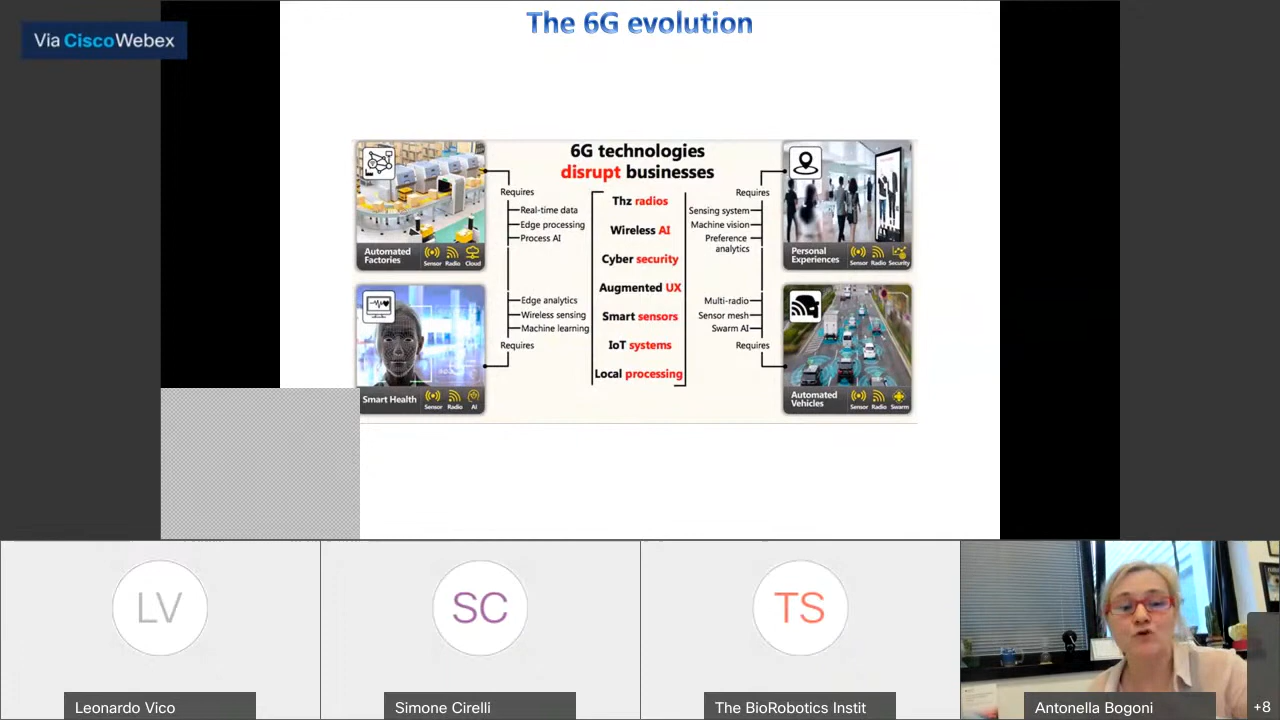 The 6G evolution
Via Cisco Webex
6G technologies
disrupt businesses
Requires
Real-time data
Edge processing
Process AI
Automated
Factories
Sensor Radio Cloud
Edge analytics
Wireless sensing
Machine learning
Requires
Smart Health
Sensor Radio AI
Thz radios
Wireless AI
Cyber security
Augmented UX
Smart sensors
IoT systems
Local processing
Requires
Sensing system
Machine vision
Preference
analytics
Personal
Experiences
Sensor Radio Security
Multi-radio
Sensor mesh
Swarm AI
Requires
Automated
Vehicles
Sensor Radio Swarm
LV
SC
TS
Leonardo Vico
Simone Cirelli
The BioRobotics Instit
Antonella Bogoni
+8